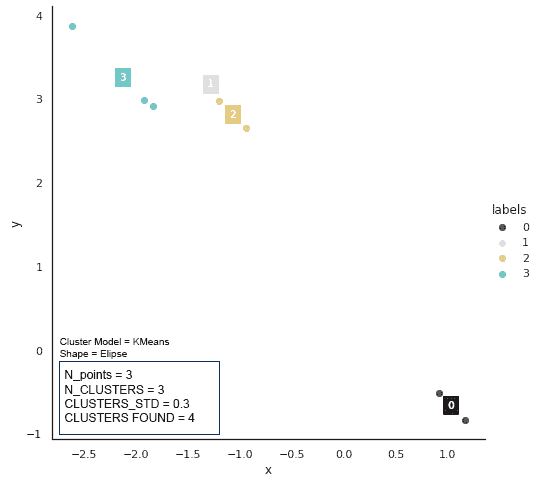 4
3
2
1
0
−1
y
3
1
2
0
labels
0
1
2
3
Cluster Model = KMeans
Shape = Elipse
N_points = 3
N_CLUSTERS = 3
CLUSTERS_STD = 0.3
CLUSTERS FOUND = 4
−2.5 −2.0 −1.5 −1.0 −0.5 0.0 0.5 1.0
x